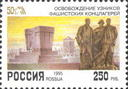 50
ОСВОБОЖДЕНИЕ УЗНИКОВ
ФАШИСТСКИХ КОНЦЛАГЕРЕЙ
РОССИЯ
1995
ROSSIJA
250
РУБ.